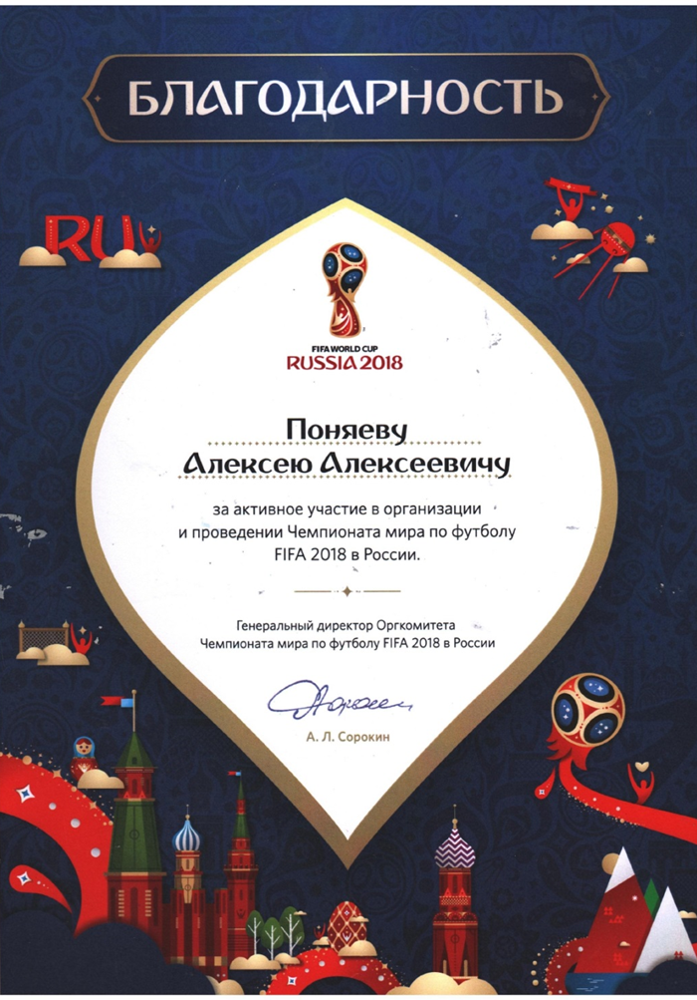 БЛАГОДАРНОСТЬ
RU
FIFA WORLD CUP
RUSSIA 2018
Поняеву
Алексею Алексеевичу
за активное участие в организации
и проведении Чемпионата мира по футболу
FIFA 2018 в России.
Генеральный директор Оргкомитета
Чемпионата мира по футболу FIFA 2018 в России
А. Л. Сорокин